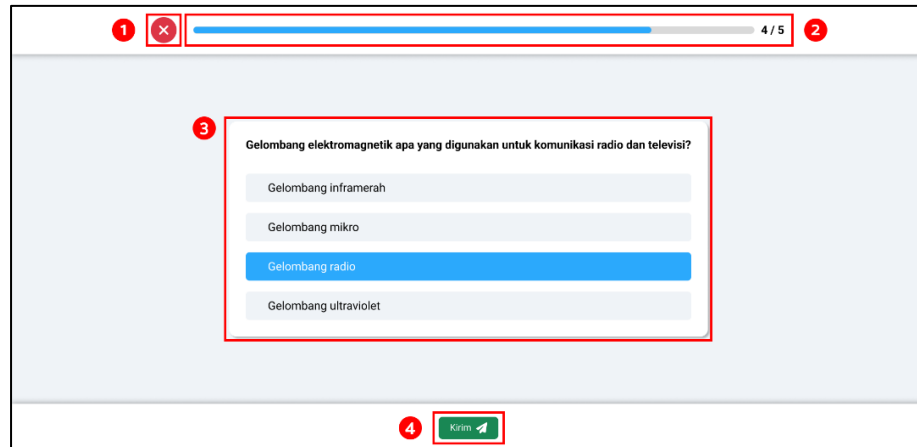 1
4 / 5
2
3
Gelombang elektromagnetik apa yang digunakan untuk komunikasi radio dan televisi?
Gelombang inframerah
Gelombang mikro
Gelombang radio
Gelombang ultraviolet
4
Kirim